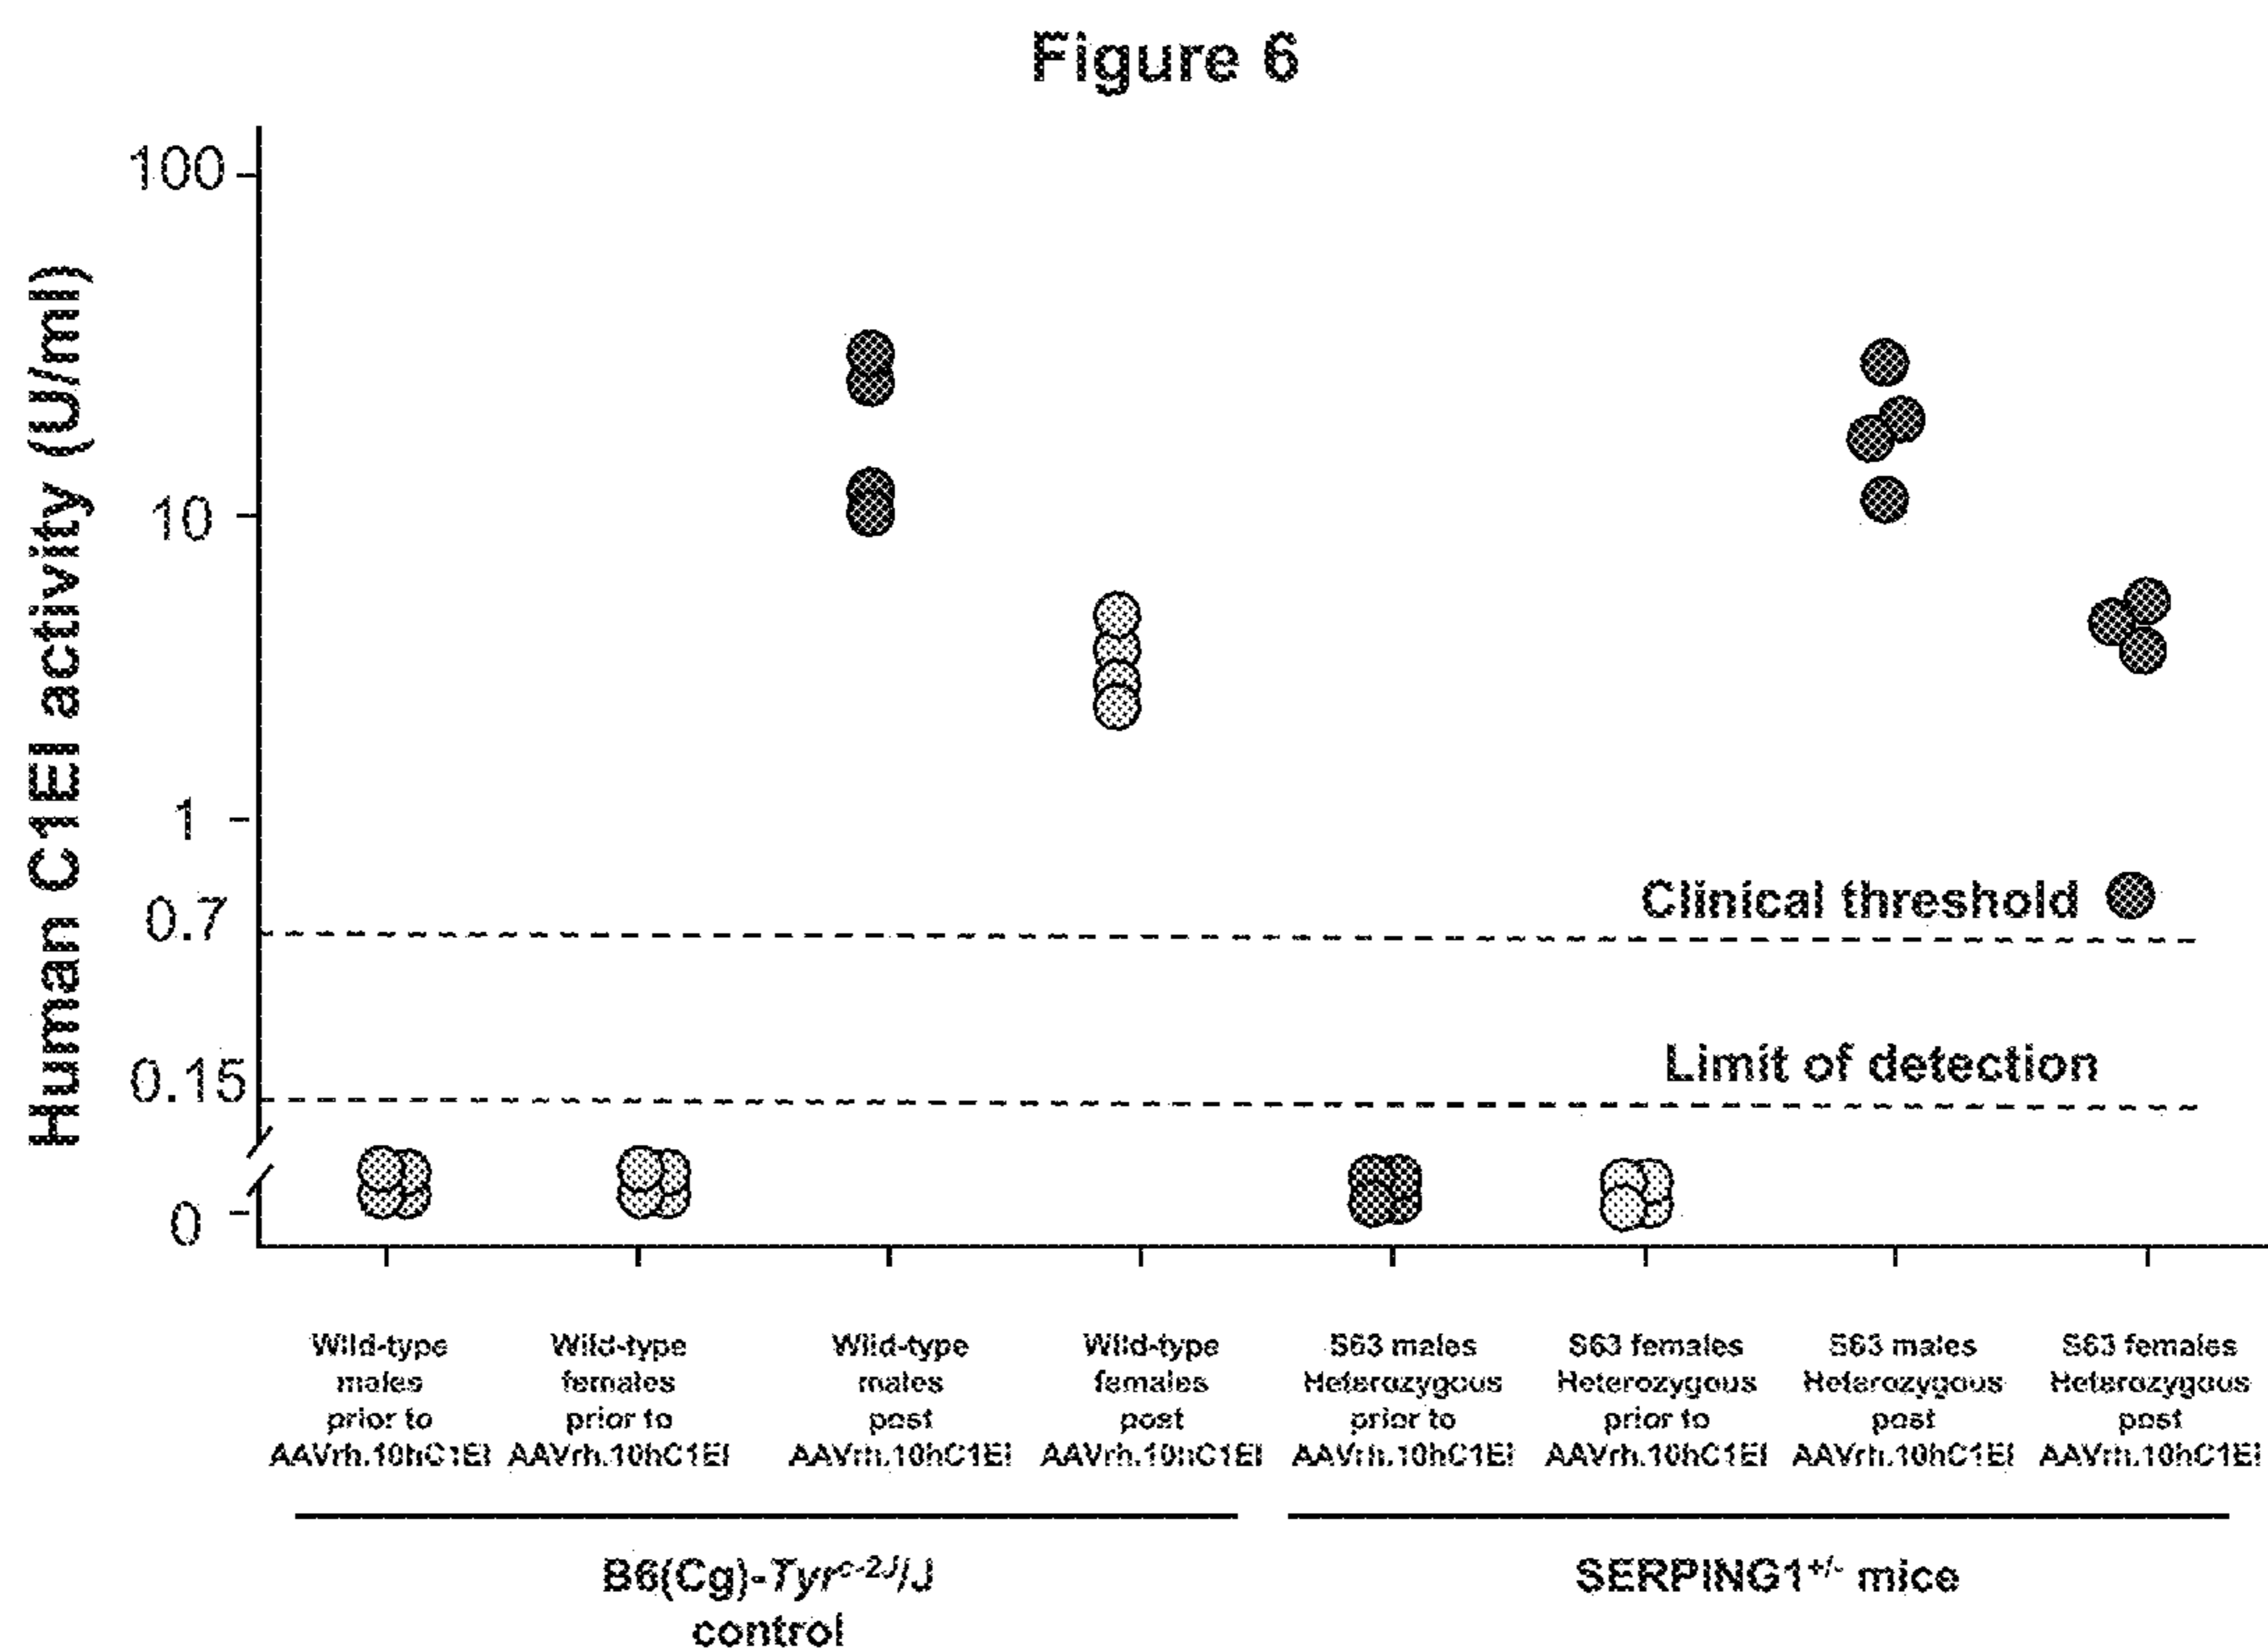 Figure 6
Human C1EI activity (U/ml)
100
10
1
0.7
0.15
0
Clinical threshold
Limit of detection
Wild-type
males
prior to
AAVrh.10hC1EI
Wild-type
females
prior to
AAVrh.10hC1EI
Wild-type
males
post
AAVrh.10hC1EI
Wild-type
females
post
AAVrh.10hC1EI
S63 males
Heterozygous
prior to
AAVrh.10hC1EI
S63 females
Heterozygous
prior to
AAVrh.10hC1EI
S63 males
Heterozygous
post
AAVrh.10hC1EI
S63 females
Heterozygous
post
AAVrh.10hC1EI
B6(Cg)-Tyrc-2J/J
control
SERPING1+/- mice